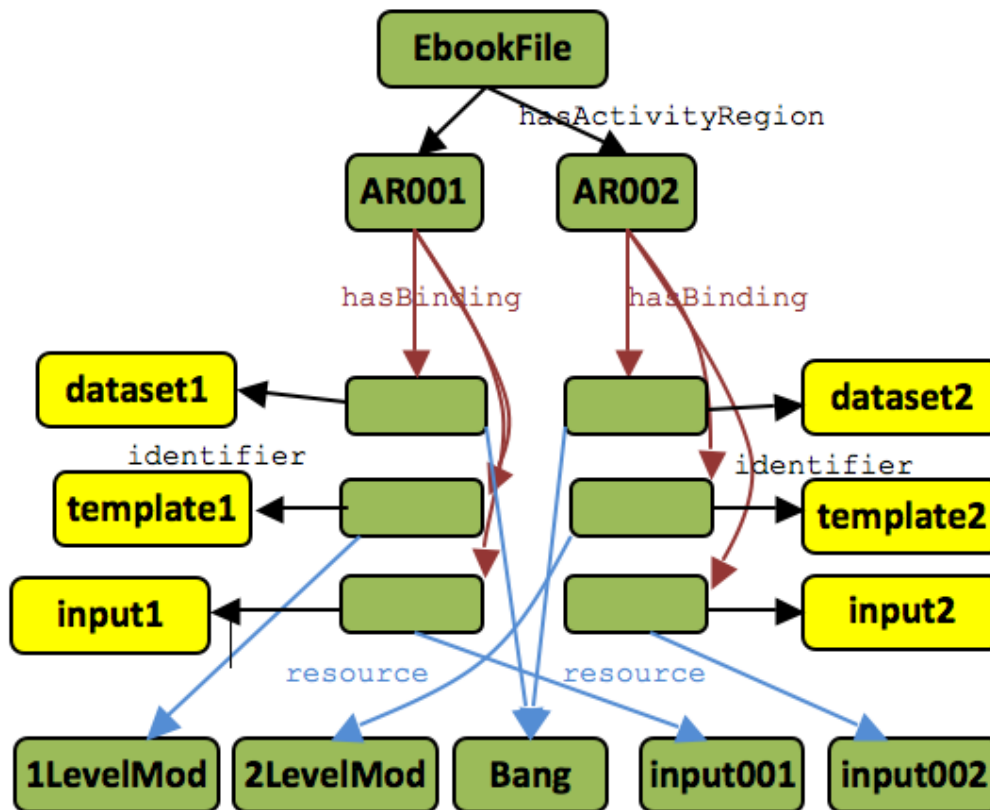 EbookFile
hasActivityRegion
AR001
AR002
hasBinding
hasBinding
dataset1
dataset2
identifier
identifier
template1
template2
input1
input2
resource
resource
1LevelMod
2LevelMod
Bang
input001
input002